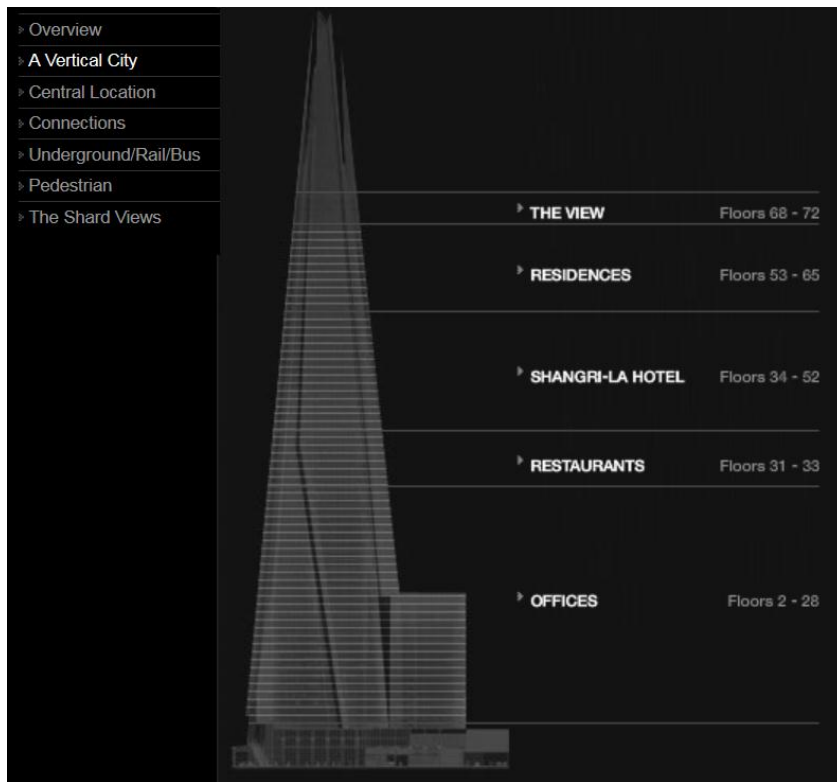 Overview
A Vertical City
Central Location
Connections
Underground/Rail/Bus
Pedestrian
The Shard Views
THE VIEW Floors 68 - 72
RESIDENCES Floors 53 - 65
SHANGRI-LA HOTEL Floors 34 - 52
RESTAURANTS Floors 31 - 33
OFFICES Floors 2 - 28